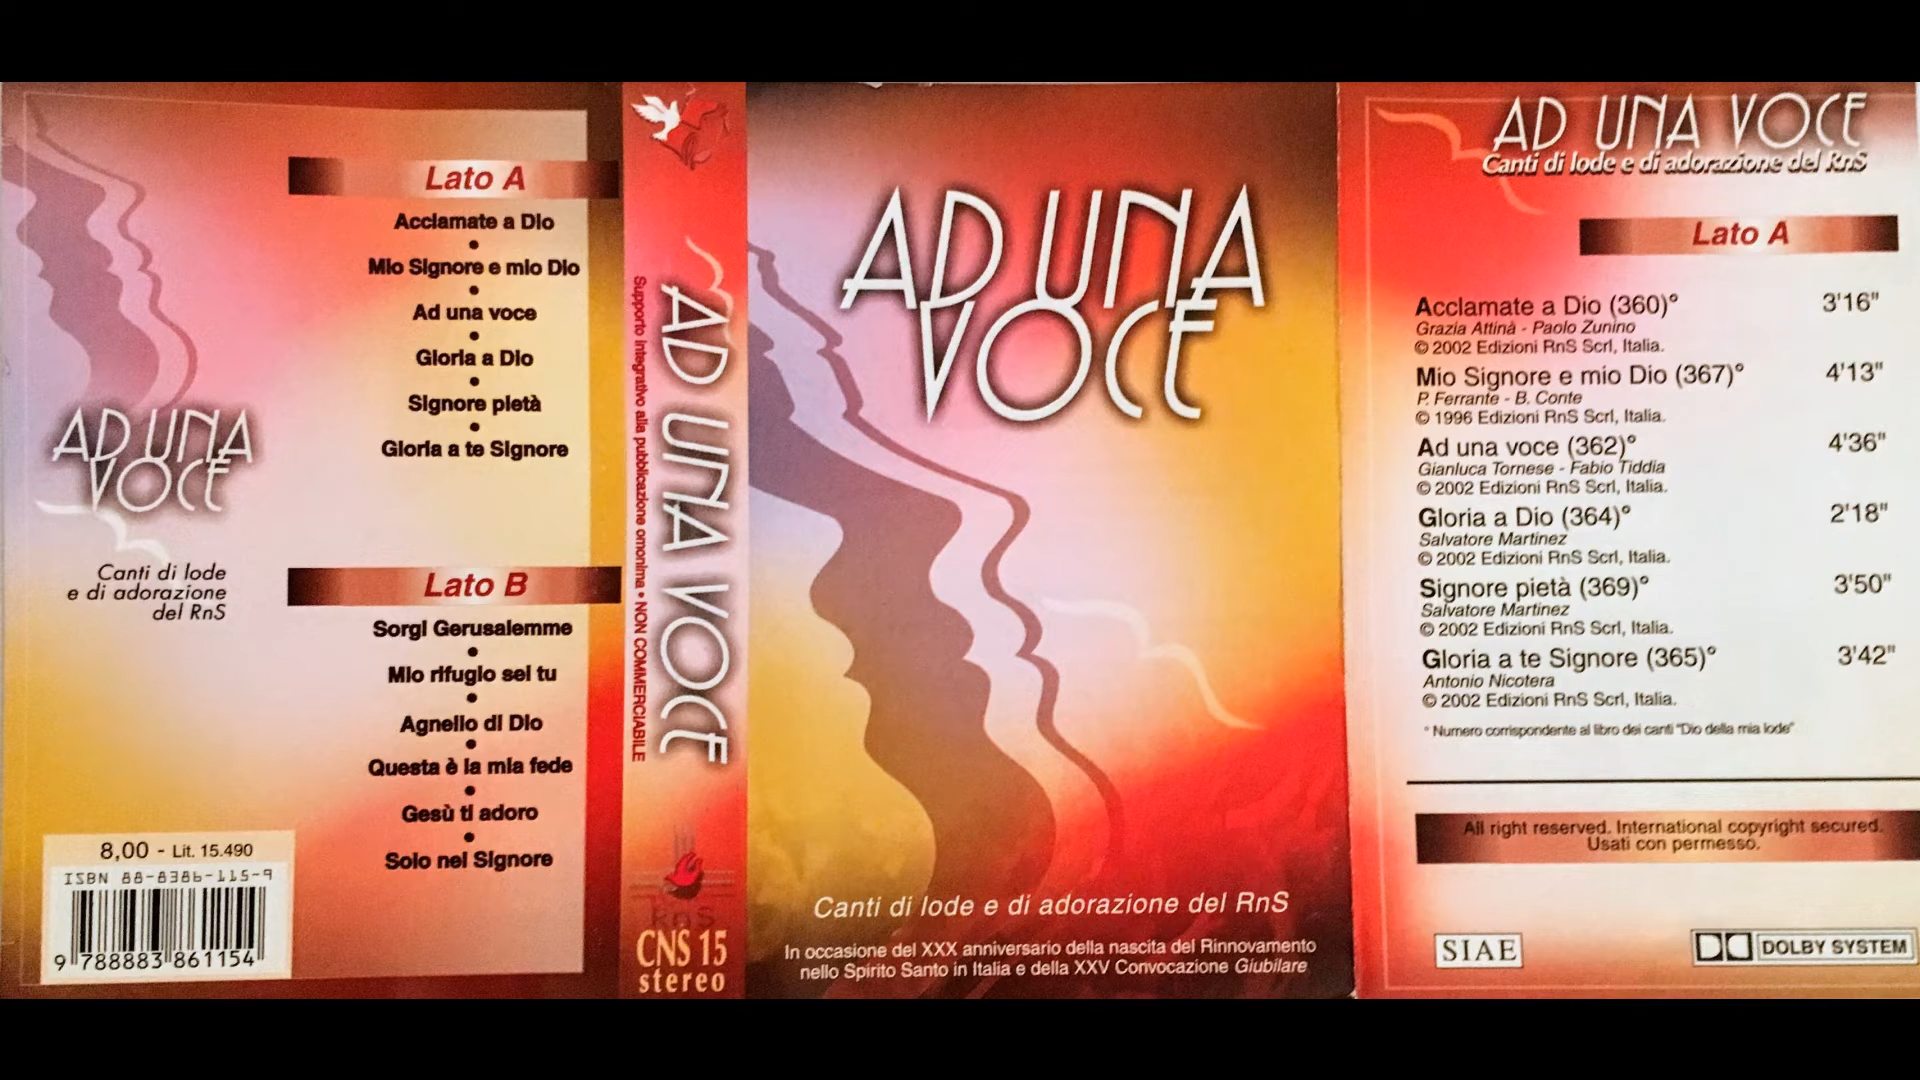 Lato A
Acclamate a Dio
Mio Signore e mio Dio
Ad una voce
Gloria a Dio
Signore pietà
Gloria a te Signore
AD UNA
VOCE
Canti di lode
e di adorazione
del RnS
Lato B
Sorgi Gerusalemme
Mio rifugio sei tu
Agnello di Dio
Questa è la mia fede
Gesù ti adoro
Solo nel Signore
8,00 - Lit. 15.490
ISBN 88-8386-115-9
9 788883 861154
AD UNA VOCE
Supporto integrativo alla pubblicazione omonima • NON COMMERCIABILE
RnS
CNS 15
stereo
AD UNA
VOCE
Canti di lode e di adorazione del RnS
In occasione del XXX anniversario della nascita del Rinnovamento
nello Spirito Santo in Italia e della XXV Convocazione Giubilare
AD UNA VOCE
Canti di lode e di adorazione del RnS
Lato A
Acclamate a Dio (360)° 3'16"
Grazia Attinà - Paolo Zunino
© 2002 Edizioni RnS Scrl, Italia.
Mio Signore e mio Dio (367)° 4'13"
P. Ferrante - B. Conte
© 1996 Edizioni RnS Scrl, Italia.
Ad una voce (362)° 4'36"
Gianluca Tornese - Fabio Tiddia
© 2002 Edizioni RnS Scrl, Italia.
Gloria a Dio (364)° 2'18"
Salvatore Martinez
© 2002 Edizioni RnS Scrl, Italia.
Signore pietà (369)° 3'50"
Salvatore Martinez
© 2002 Edizioni RnS Scrl, Italia.
Gloria a te Signore (365)° 3'42"
Antonio Nicotera
© 2002 Edizioni RnS Scrl, Italia.
° Numero corrispondente al libro dei canti "Dio della mia lode"
All right reserved. International copyright secured.
Usati con permesso.
SIAE
DOLBY SYSTEM